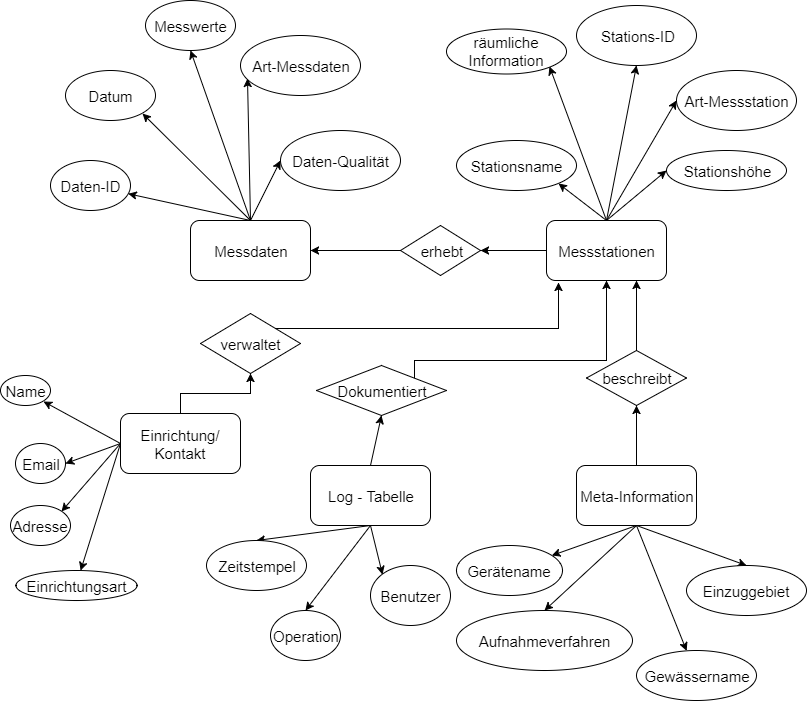 Messwerte
räumliche
Information
Stations-ID
Art-Messdaten
Datum
Art-Messstation
Daten-ID
Daten-Qualität
Stationsname
Stationshöhe
Messdaten
erhebt
Messstationen
verwaltet
Dokumentiert
beschreibt
Name
Einrichtung/
Kontakt
Email
Adresse
Einrichtungsart
Log - Tabelle
Meta-Information
Zeitstempel
Operation
Benutzer
Gerätename
Aufnahmeverfahren
Gewässername
Einzuggebiet